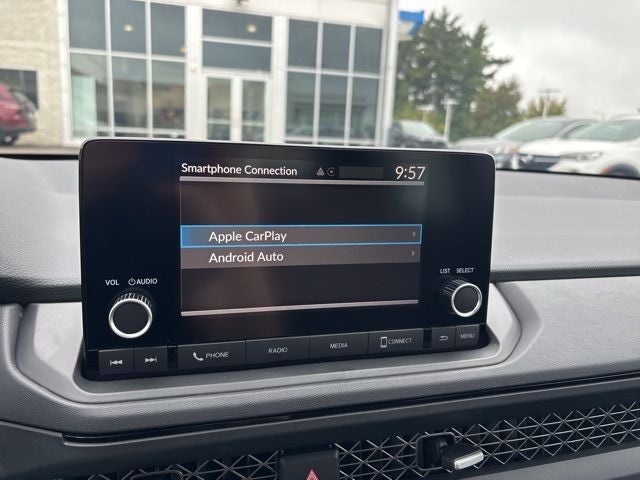 Smartphone Connection 9:57
Apple CarPlay
Android Auto
VOL AUDIO
LIST SELECT
PHONE RADIO MEDIA CONNECT MENU